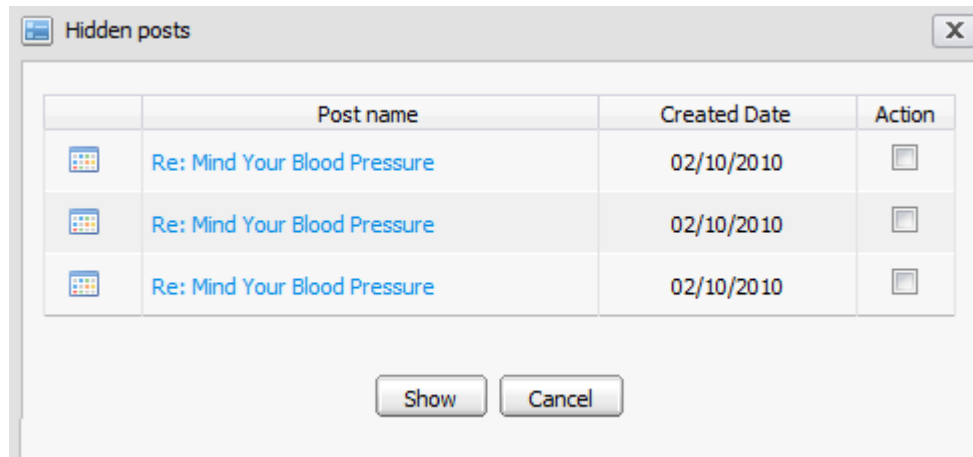 Hidden posts X
Post name Created Date Action
Re: Mind Your Blood Pressure 02/10/2010
Re: Mind Your Blood Pressure 02/10/2010
Re: Mind Your Blood Pressure 02/10/2010
Show Cancel